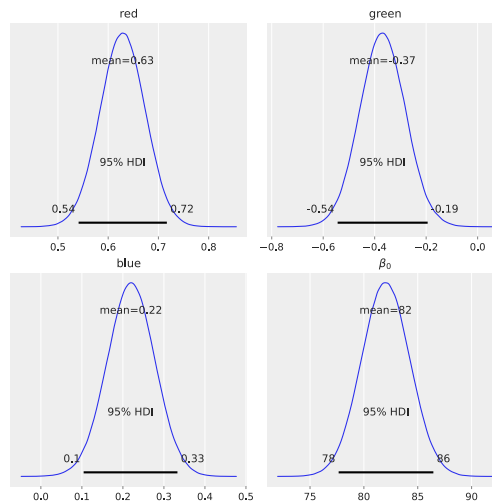 red
mean=0.63
95% HDI
0.54 0.72
0.5 0.6 0.7 0.8
green
mean=-0.37
95% HDI
-0.54 -0.19
−0.8 −0.6 −0.4 −0.2 0.0
blue
mean=0.22
95% HDI
0.1 0.33
0.0 0.1 0.2 0.3 0.4 0.5
β0
mean=82
95% HDI
78 86
75 80 85 90